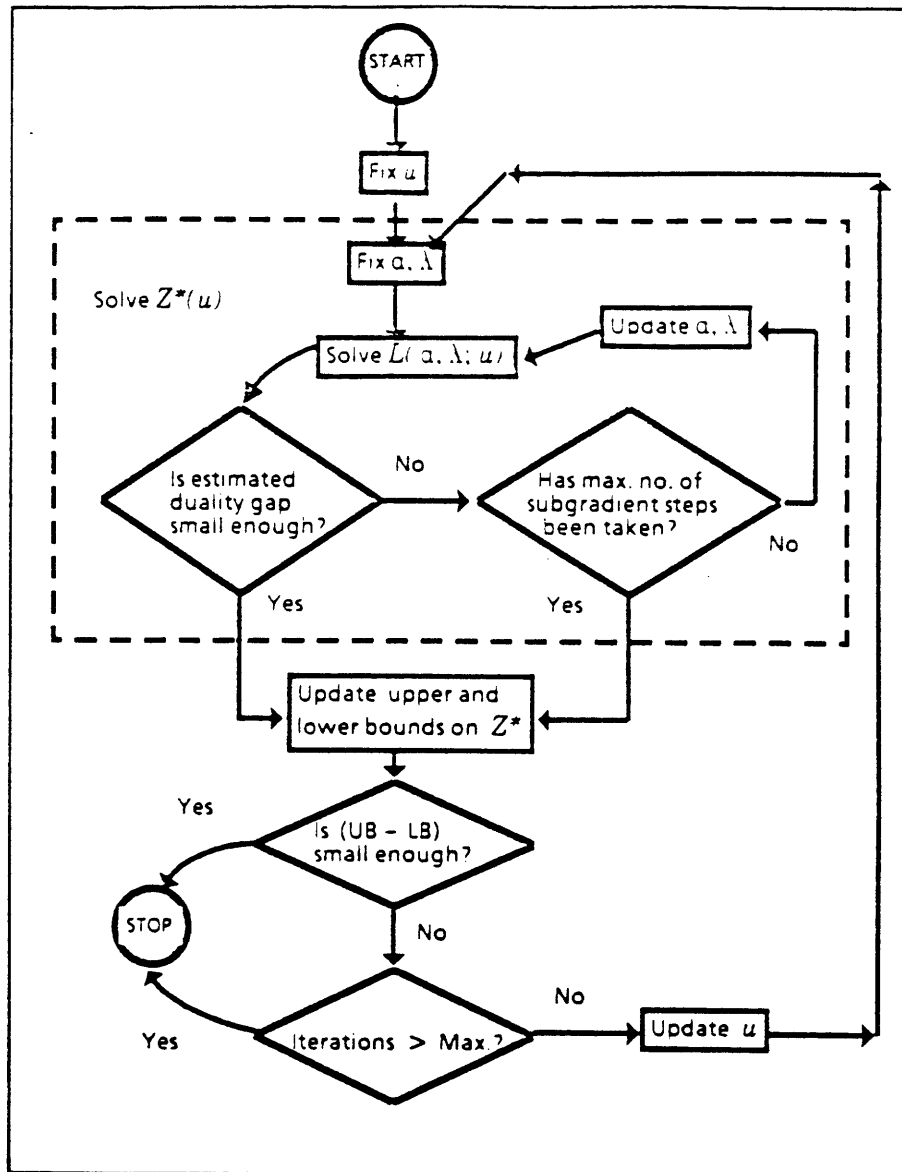 START
Fix u
Fix α, λ
Solve Z*(u)
Update α, λ
Solve L( α, λ; u)
Is estimated
duality gap
small enough?
No
Has max. no. of
subgradient steps
been taken?
No
Yes
Yes
Update upper and
lower bounds on Z*
Yes
Is (UB - LB)
small enough?
STOP
No
No
Yes
Iterations > Max.?
Update u